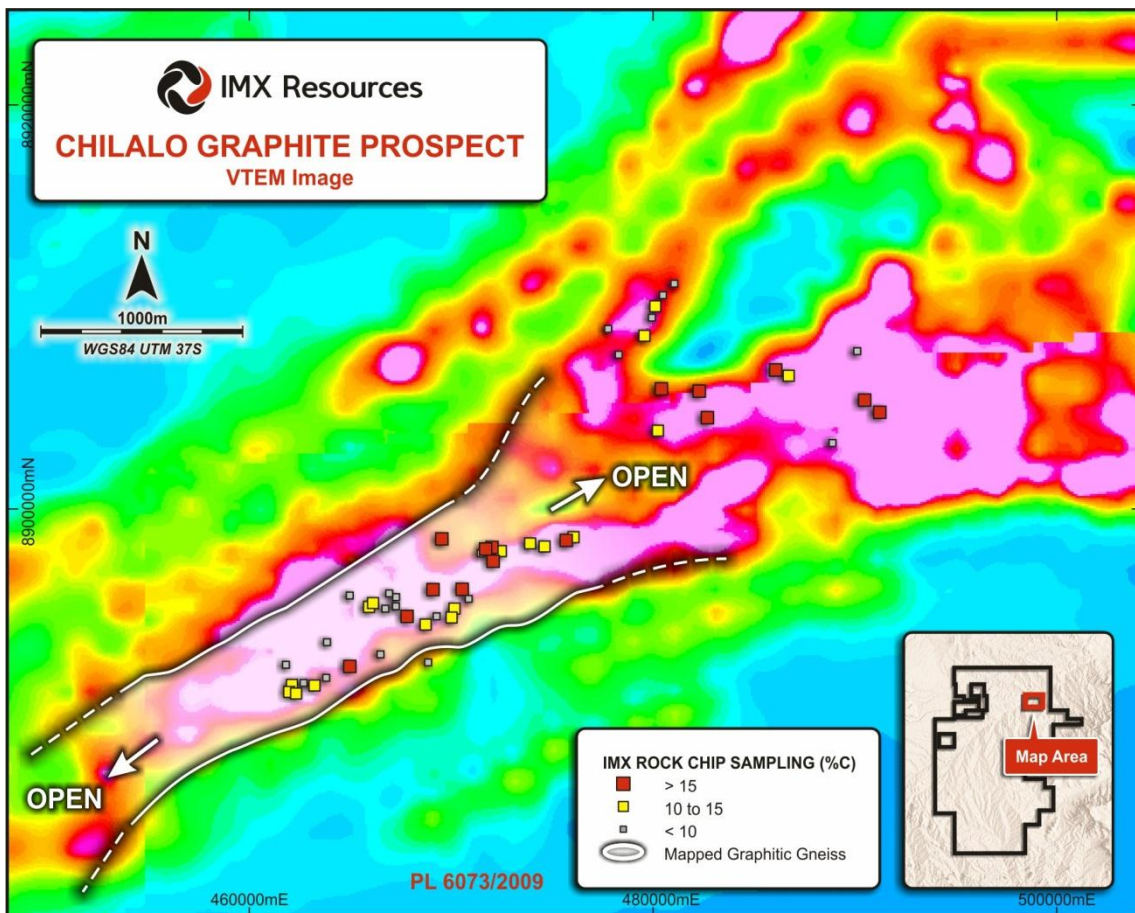 IMX Resources
CHILALO GRAPHITE PROSPECT
VTEM Image
8920000mN
N
1000m
WGS84 UTM 37S
OPEN
8900000mN
OPEN
IMX ROCK CHIP SAMPLING (%C)
> 15
10 to 15
< 10
Mapped Graphitic Gneiss
Map Area
PL 6073/2009
460000mE
480000mE
500000mE